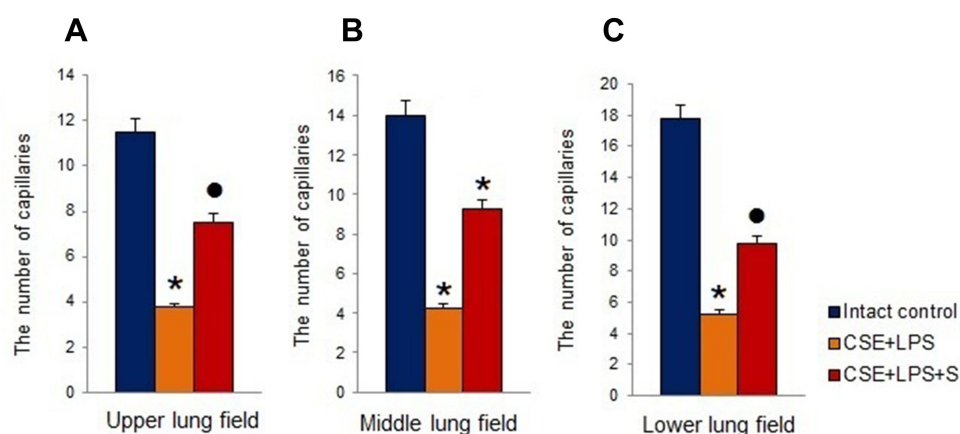 A
B
C
The number of capillaries
14
12
10
8
6
4
2
0
*
Upper lung field
The number of capillaries
16
14
12
10
8
6
4
2
0
*
*
Middle lung field
The number of capillaries
20
18
16
14
12
10
8
6
4
2
0
*
Lower lung field
Intact control
CSE+LPS
CSE+LPS+S